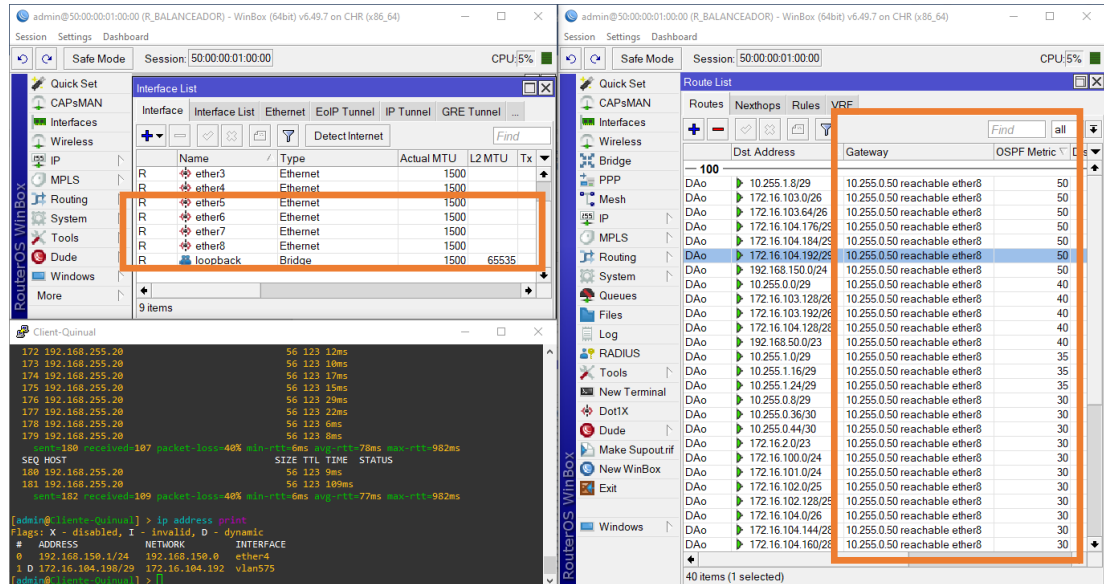 admin@50:00:00:01:00:00 (R_BALANCEADOR) - WinBox (64bit) v6.49.7 on CHR (x86_64)
Session Settings Dashboard
Safe Mode Session: 50:00:00:01:00:00 CPU: 5%
Quick Set
CAPsMAN
Interfaces
Wireless
IP
MPLS
Routing
System
Tools
Dude
Windows
More
RouterOS WinBox
Interface List
Interface Interface List Ethernet EoIP Tunnel IP Tunnel GRE Tunnel ...
Detect Internet Find
Name / Type Actual MTU L2 MTU Tx
R ether3 Ethernet 1500
R ether4 Ethernet 1500
R ether5 Ethernet 1500
R ether6 Ethernet 1500
R ether7 Ethernet 1500
R ether8 Ethernet 1500
R loopback Bridge 1500 65535
9 items
Client-Quinual
172 192.168.255.20 56 123 12ms
173 192.168.255.20 56 123 10ms
174 192.168.255.20 56 123 17ms
175 192.168.255.20 56 123 15ms
176 192.168.255.20 56 123 29ms
177 192.168.255.20 56 123 22ms
178 192.168.255.20 56 123 6ms
179 192.168.255.20 56 123 8ms
sent=180 received=107 packet-loss=40% min-rtt=6ms avg-rtt=78ms max-rtt=982ms
SEQ HOST SIZE TTL TIME STATUS
180 192.168.255.20 56 123 9ms
181 192.168.255.20 56 123 109ms
sent=182 received=109 packet-loss=40% min-rtt=6ms avg-rtt=77ms max-rtt=982ms
[admin@Cliente-Quinual] > ip address print
Flags: X - disabled, I - invalid, D - dynamic
# ADDRESS NETWORK INTERFACE
0 192.168.150.1/24 192.168.150.0 ether4
1 D 172.16.104.198/29 172.16.104.192 vlan575
[admin@Cliente-Quinual] >
admin@50:00:00:01:00:00 (R_BALANCEADOR) - WinBox (64bit) v6.49.7 on CHR (x86_64)
Session Settings Dashboard
Safe Mode Session: 50:00:00:01:00:00 CPU: 5%
Quick Set
CAPsMAN
Interfaces
Wireless
Bridge
PPP
Mesh
IP
MPLS
Routing
System
Queues
Files
Log
RADIUS
Tools
New Terminal
Dot1X
Dude
Make Supout.rif
New WinBox
Exit
Windows
RouterOS WinBox
Route List
Routes Nexthops Rules VRF
Find all
Dst. Address Gateway OSPF Metric
100
DAo 10.255.1.8/29 10.255.0.50 reachable ether8 50
DAo 172.16.103.0/26 10.255.0.50 reachable ether8 50
DAo 172.16.103.64/26 10.255.0.50 reachable ether8 50
DAo 172.16.104.176/29 10.255.0.50 reachable ether8 50
DAo 172.16.104.184/29 10.255.0.50 reachable ether8 50
DAo 172.16.104.192/29 10.255.0.50 reachable ether8 50
DAo 192.168.150.0/24 10.255.0.50 reachable ether8 50
DAo 10.255.0.0/29 10.255.0.50 reachable ether8 40
DAo 172.16.103.128/26 10.255.0.50 reachable ether8 40
DAo 172.16.103.192/26 10.255.0.50 reachable ether8 40
DAo 172.16.104.128/28 10.255.0.50 reachable ether8 40
DAo 192.168.50.0/23 10.255.0.50 reachable ether8 40
DAo 10.255.1.0/29 10.255.0.50 reachable ether8 35
DAo 10.255.1.16/29 10.255.0.50 reachable ether8 35
DAo 10.255.1.24/29 10.255.0.50 reachable ether8 35
DAo 10.255.0.8/29 10.255.0.50 reachable ether8 30
DAo 10.255.0.36/30 10.255.0.50 reachable ether8 30
DAo 10.255.0.44/30 10.255.0.50 reachable ether8 30
DAo 172.16.2.0/23 10.255.0.50 reachable ether8 30
DAo 172.16.100.0/24 10.255.0.50 reachable ether8 30
DAo 172.16.101.0/24 10.255.0.50 reachable ether8 30
DAo 172.16.102.0/25 10.255.0.50 reachable ether8 30
DAo 172.16.102.128/25 10.255.0.50 reachable ether8 30
DAo 172.16.104.0/26 10.255.0.50 reachable ether8 30
DAo 172.16.104.144/28 10.255.0.50 reachable ether8 30
DAo 172.16.104.160/28 10.255.0.50 reachable ether8 30
40 items (1 selected)